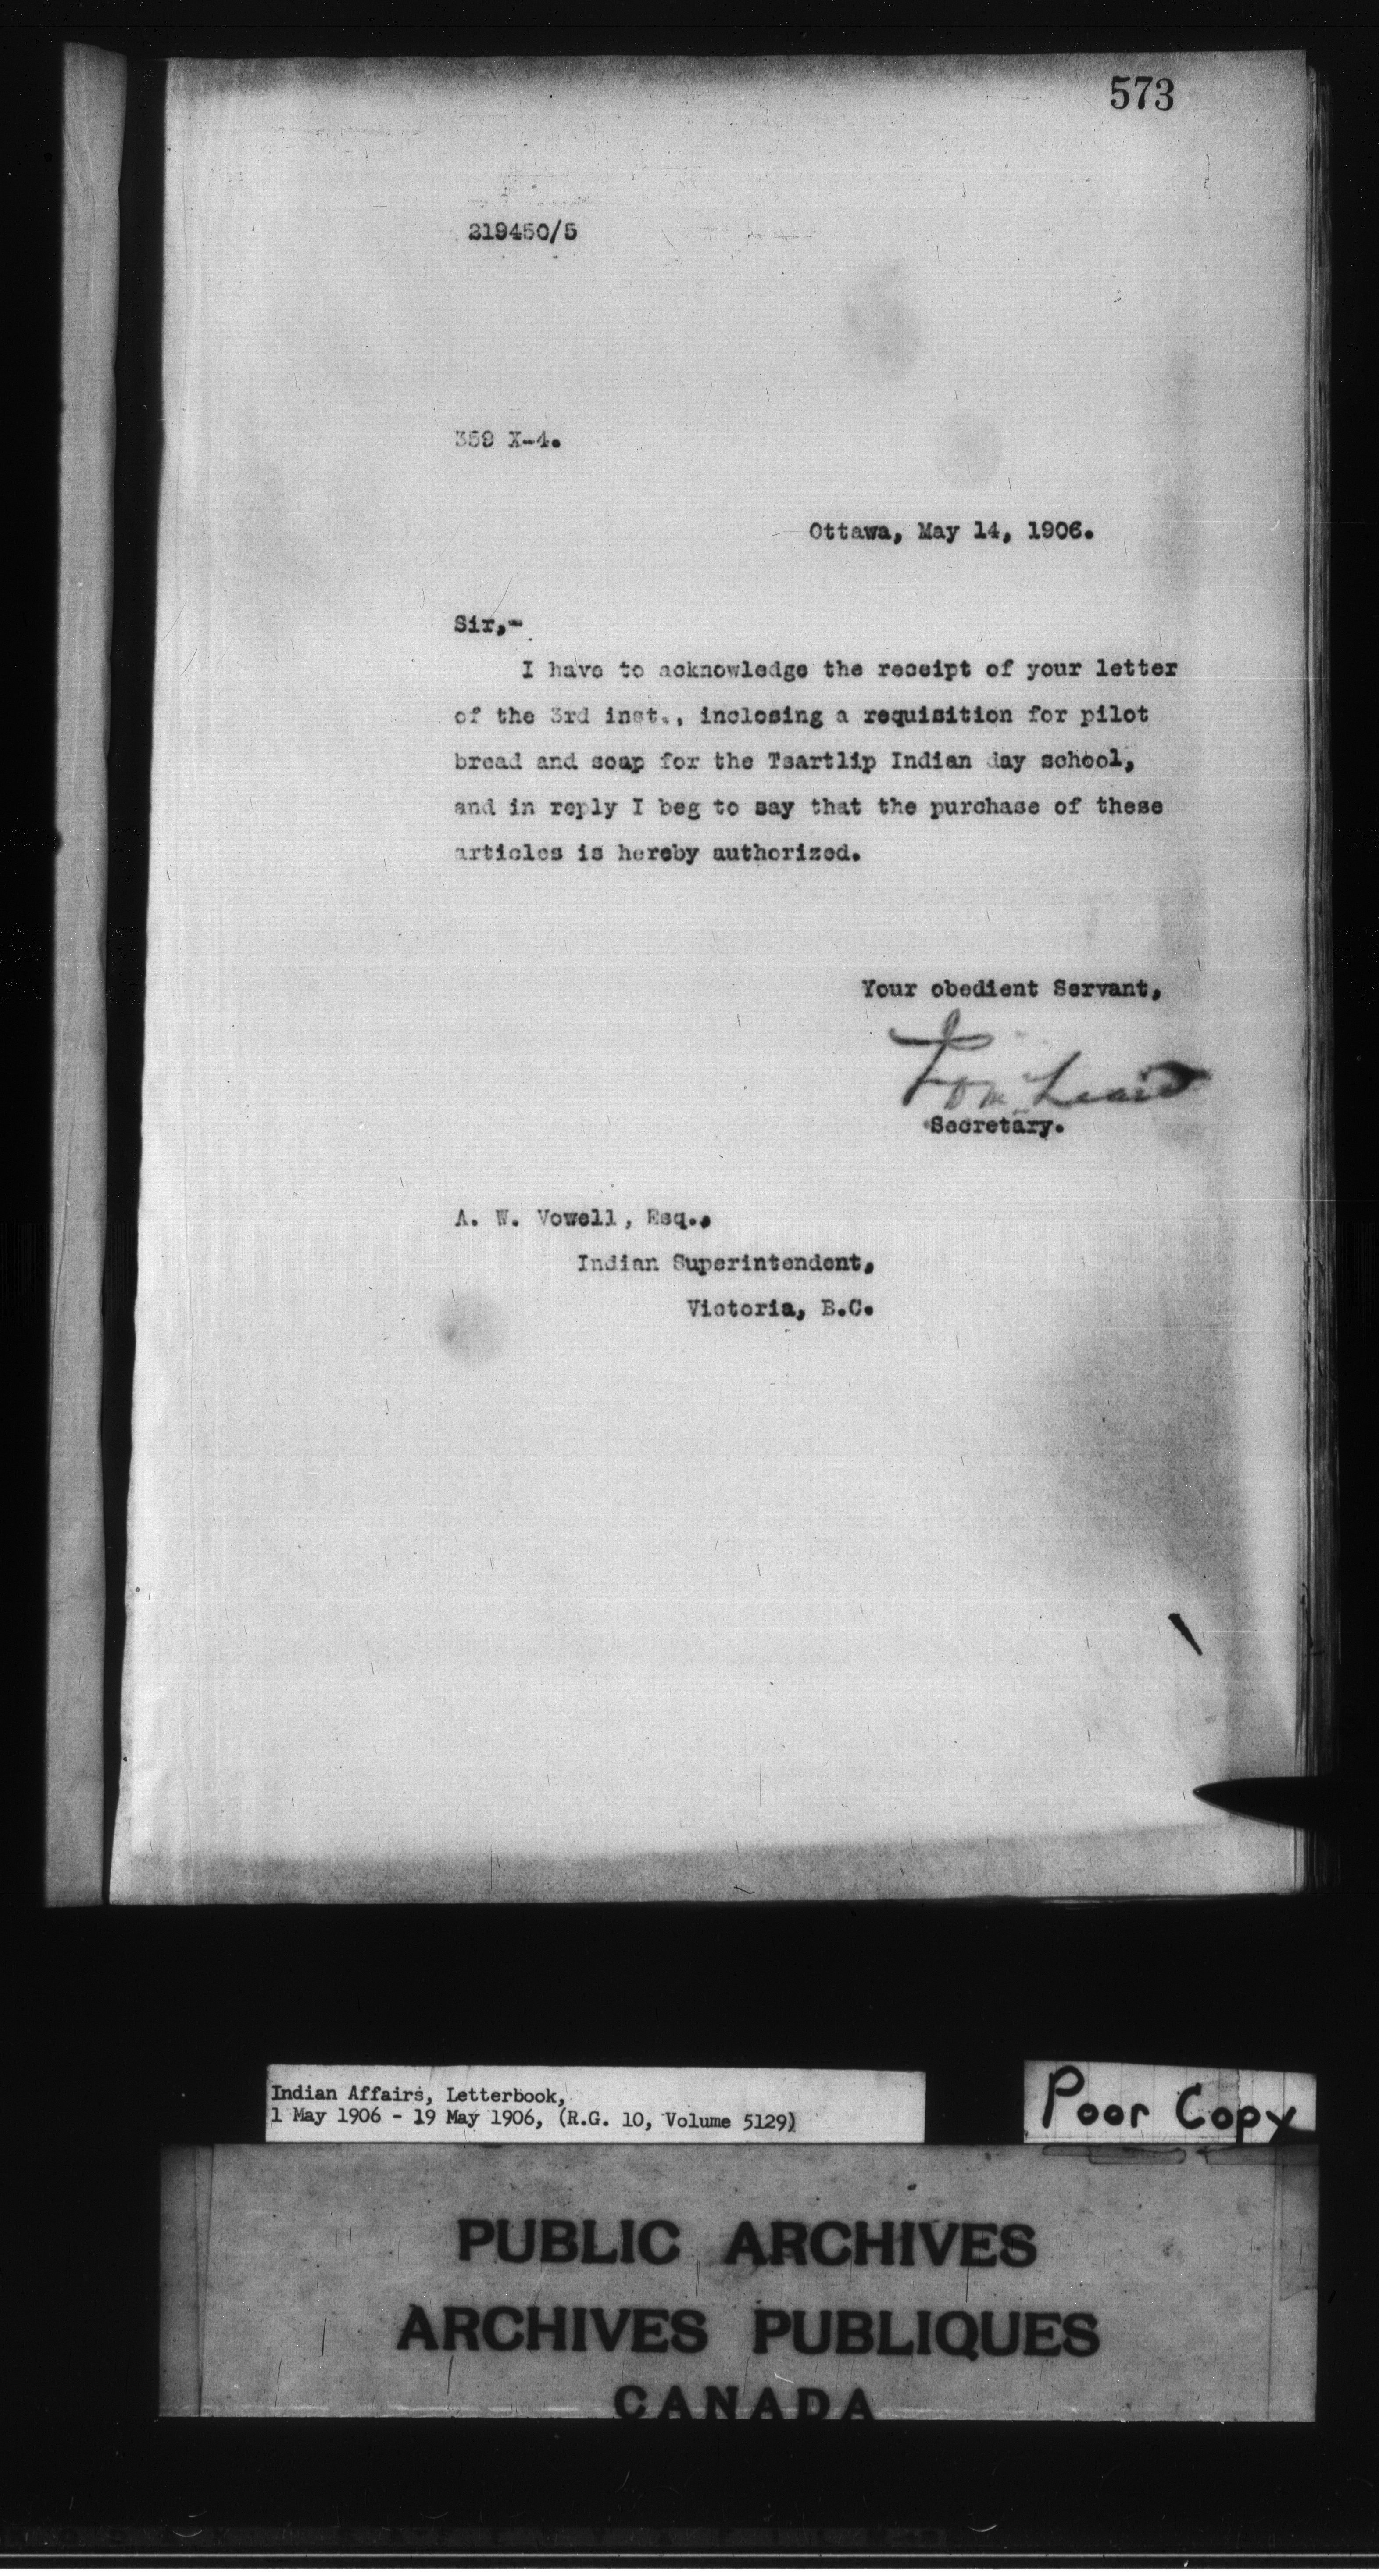 573
219450/5
359 X-4.
Ottawa, May 14, 1906.
Sir,-
I have to acknowledge the receipt of your letter
of the 3rd inst., inclosing a requisition for pilot
bread and soap for the Tsartlip Indian day school,
and in reply I beg to say that the purchase of these
articles is hereby authorized.
Your obedient Servant,
Secretary.
A. W. Vowell, Esq.,
Indian Superintendent,
Victoria, B.C.
Indian Affairs, Letterbook,
1 May 1906 - 19 May 1906, (R.G. 10, Volume 5129)
Poor Copy
PUBLIC ARCHIVES
ARCHIVES PUBLIQUES
CANADA